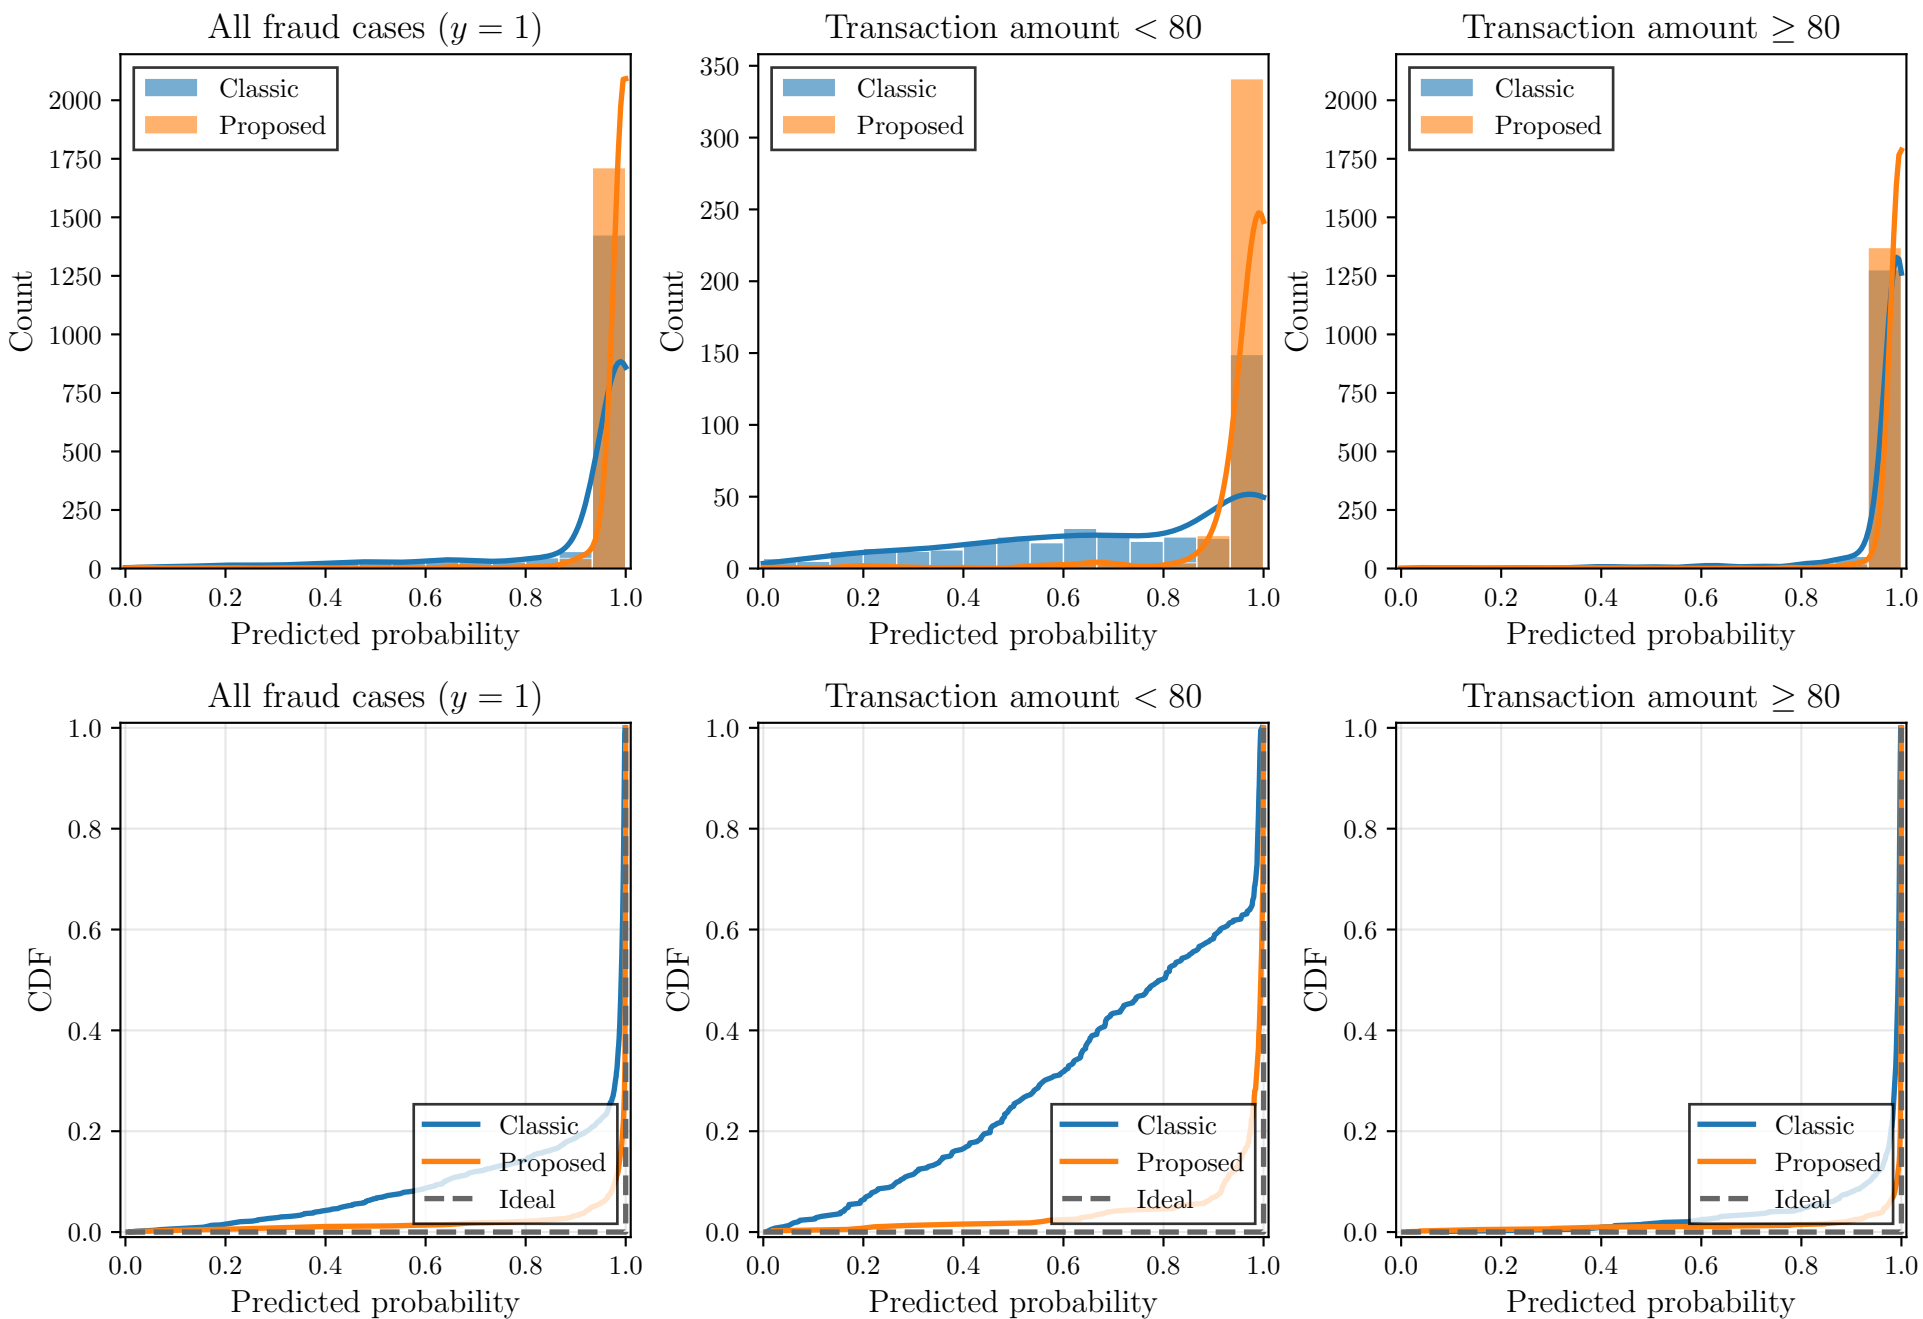 All fraud cases (y = 1)
Classic
Proposed
Count
0
250
500
750
1000
1250
1500
1750
2000
0.0 0.2 0.4 0.6 0.8 1.0
Predicted probability
Transaction amount < 80
Classic
Proposed
Count
0
50
100
150
200
250
300
350
0.0 0.2 0.4 0.6 0.8 1.0
Predicted probability
Transaction amount ≥ 80
Classic
Proposed
Count
0
250
500
750
1000
1250
1500
1750
2000
0.0 0.2 0.4 0.6 0.8 1.0
Predicted probability
All fraud cases (y = 1)
CDF
0.0
0.2
0.4
0.6
0.8
1.0
Classic
Proposed
Ideal
0.0 0.2 0.4 0.6 0.8 1.0
Predicted probability
Transaction amount < 80
CDF
0.0
0.2
0.4
0.6
0.8
1.0
Classic
Proposed
Ideal
0.0 0.2 0.4 0.6 0.8 1.0
Predicted probability
Transaction amount ≥ 80
CDF
0.0
0.2
0.4
0.6
0.8
1.0
Classic
Proposed
Ideal
0.0 0.2 0.4 0.6 0.8 1.0
Predicted probability